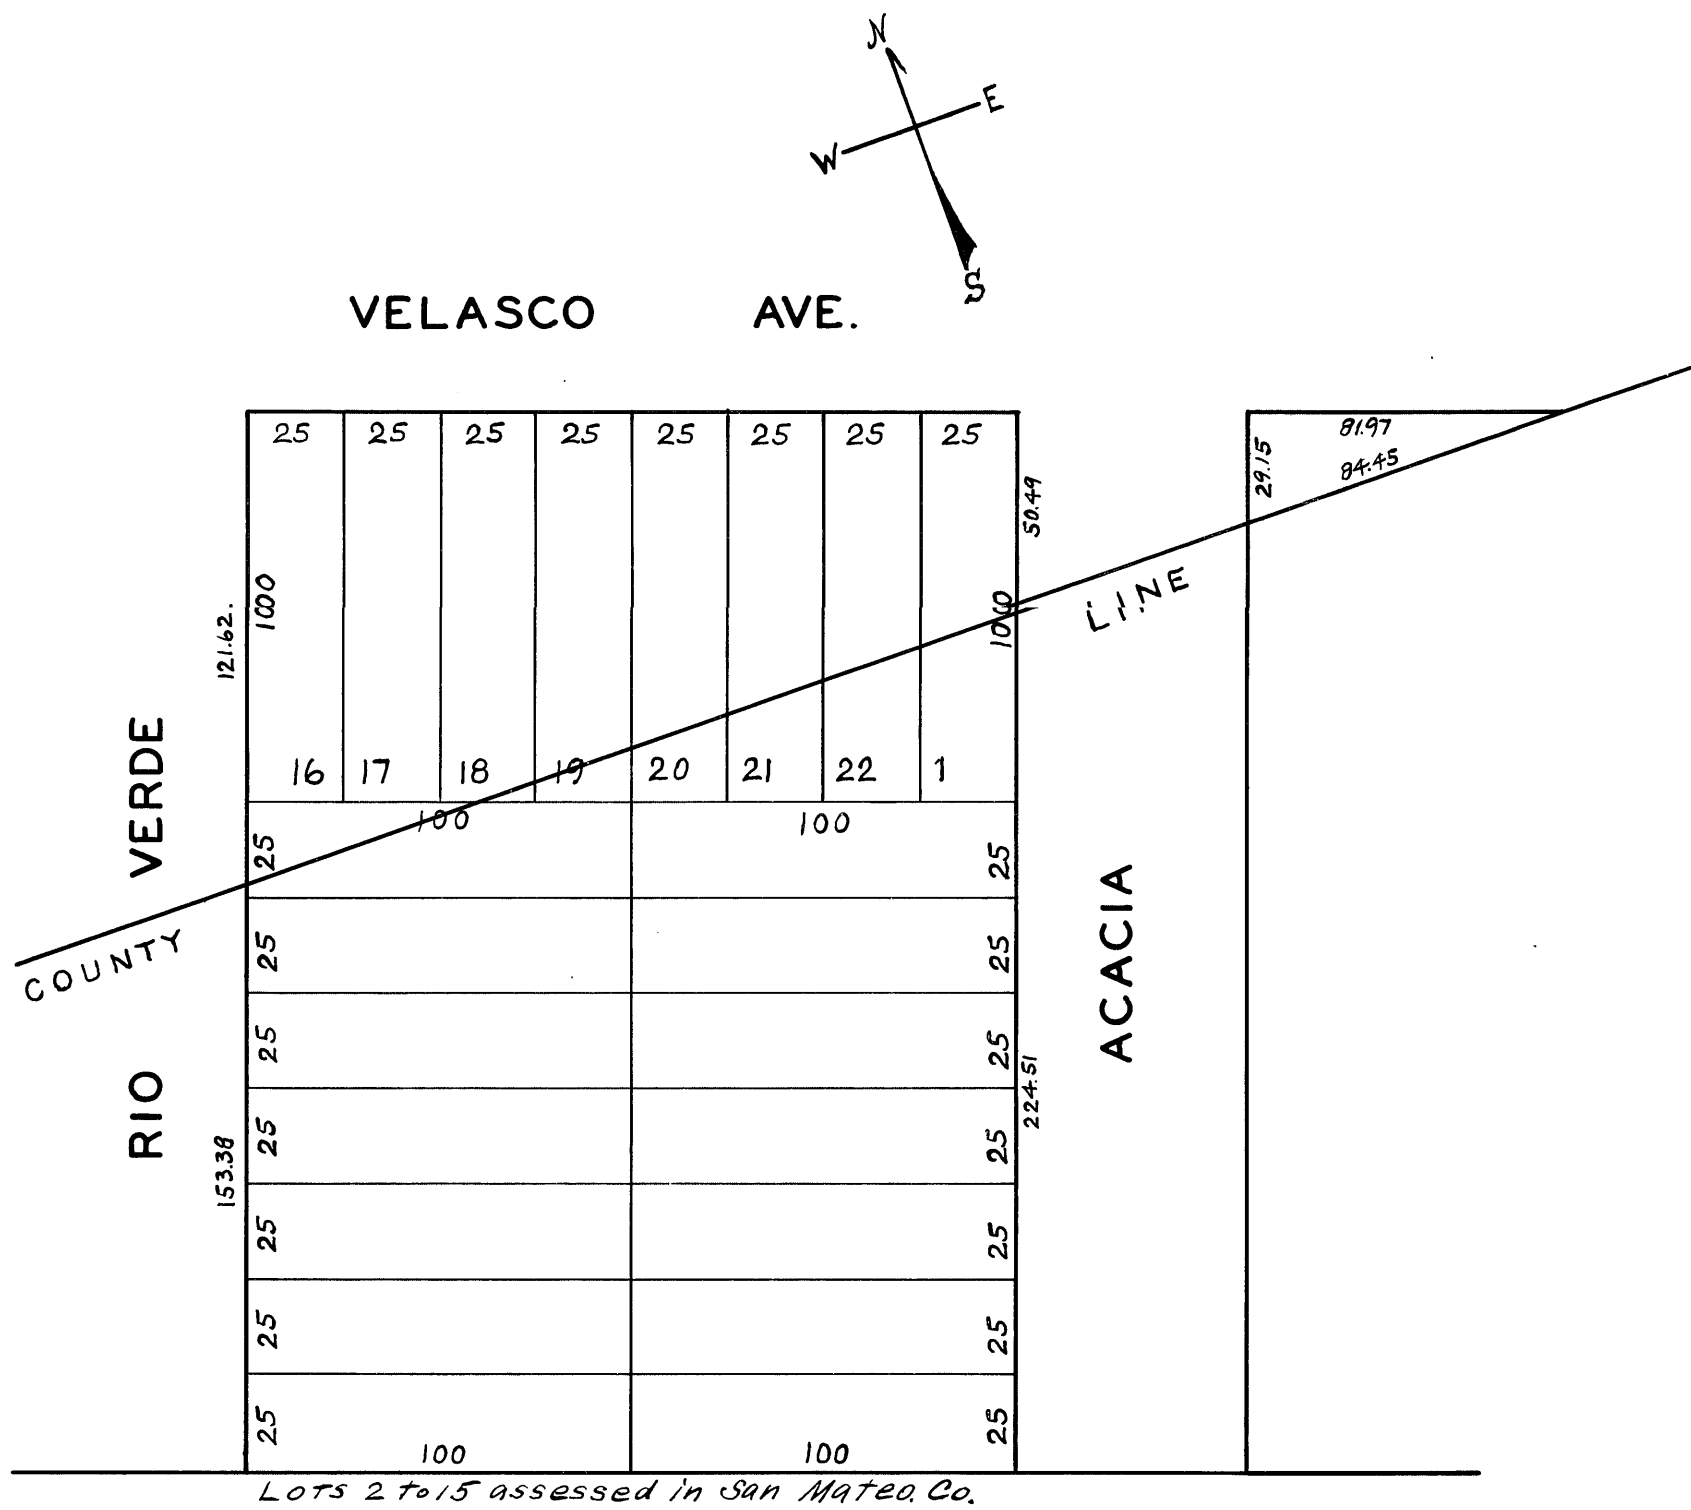 N
E
W
S
VELASCO AVE.
25 25 25 25 25 25 25 25
81.97
84.45
29.15
50.49
100
100
121.62.
LINE
16 17 18 19 20 21 22 1
100 100
RIO VERDE
COUNTY
ACACIA
25 25
25 25
25 25
224.51
25 25
153.38
25 25
25 25
25 25
100 100
Lots 2 to 15 assessed in San Mateo. Co.